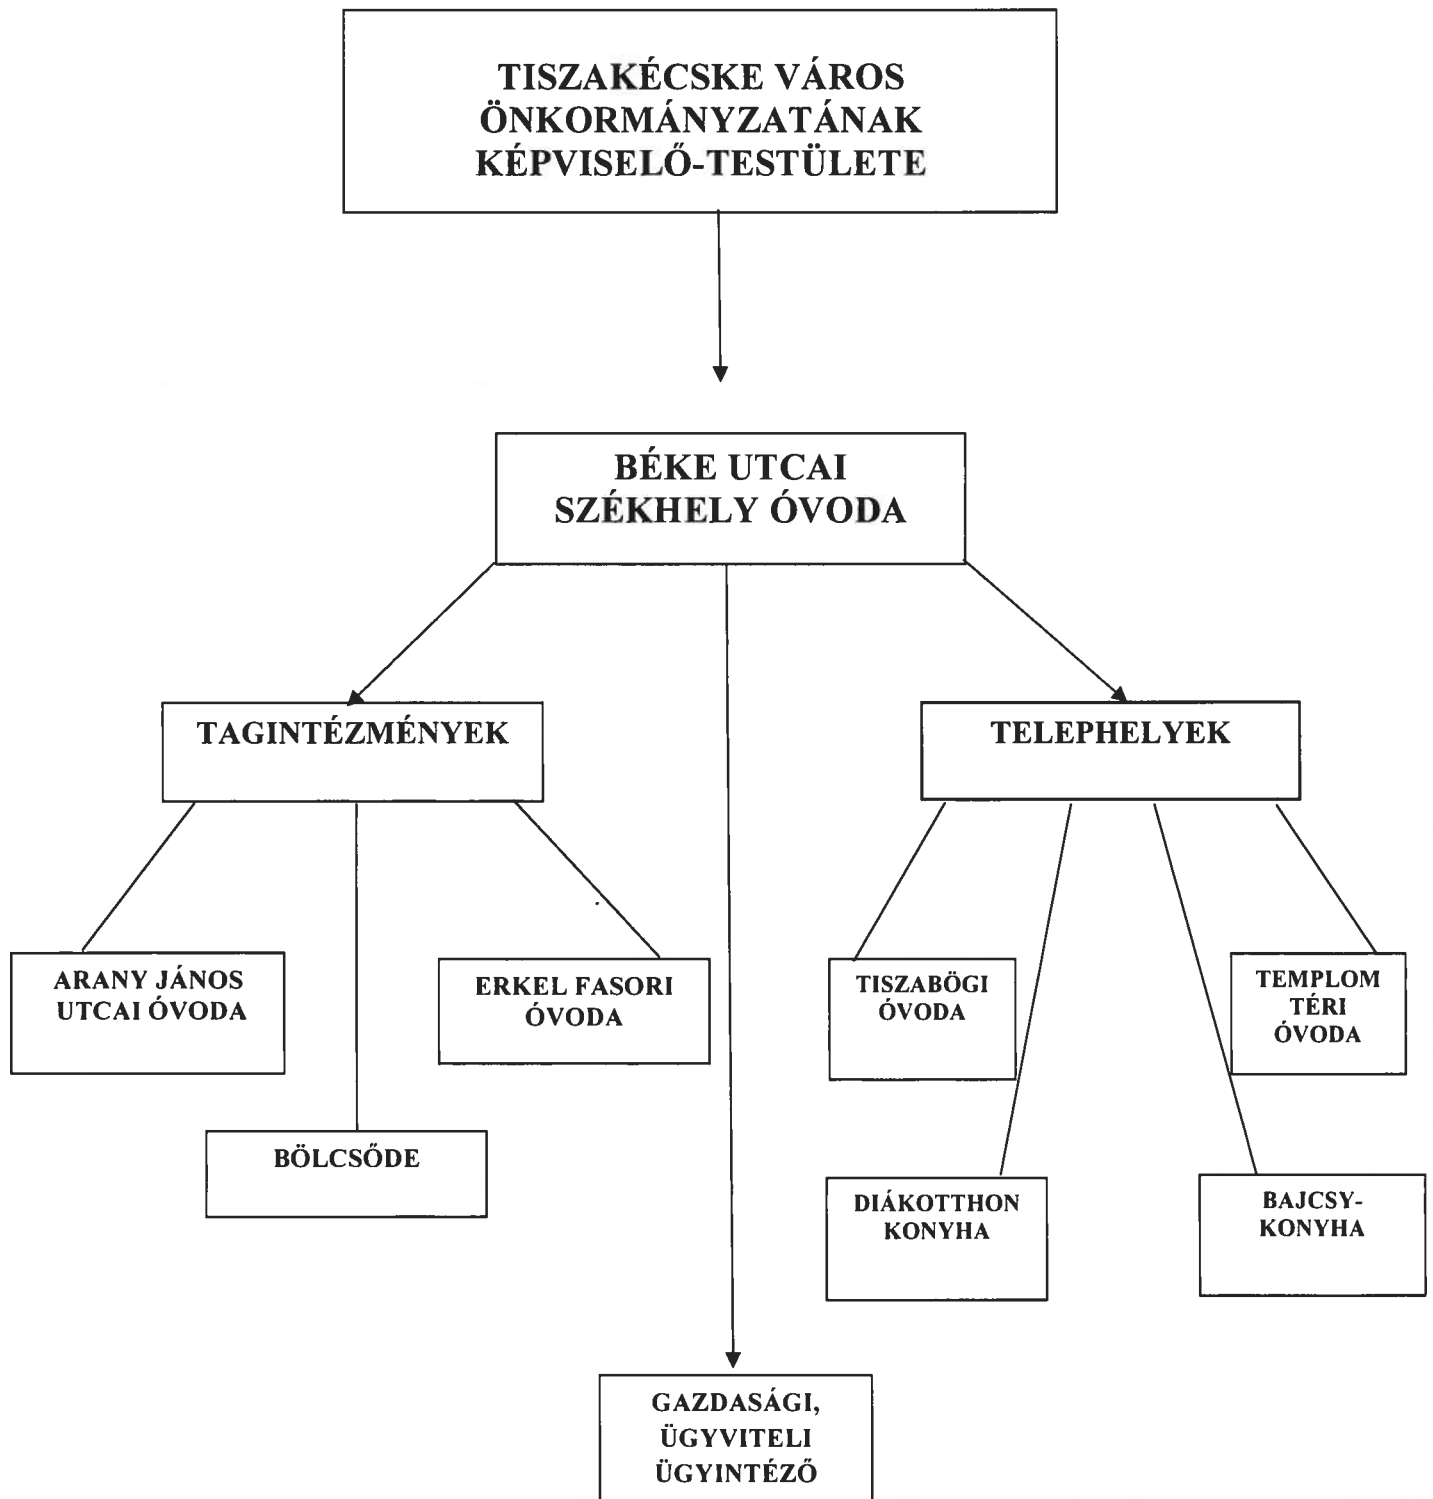 TISZAKÉCSKE VÁROS
ÖNKORMÁNYZATÁNAK
KÉPVISELŐ-TESTÜLETE
BÉKE UTCAI
SZÉKHELY ÓVODA
TAGINTÉZMÉNYEK
TELEPHELYEK
ARANY JÁNOS
UTCAI ÓVODA
ERKEL FASORI
ÓVODA
TISZABÖGI
ÓVODA
TEMPLOM
TÉRI
ÓVODA
BÖLCSŐDE
DIÁKOTTHON
KONYHA
BAJCSY-
KONYHA
GAZDASÁGI,
ÜGYVITELI
ÜGYINTÉZŐ